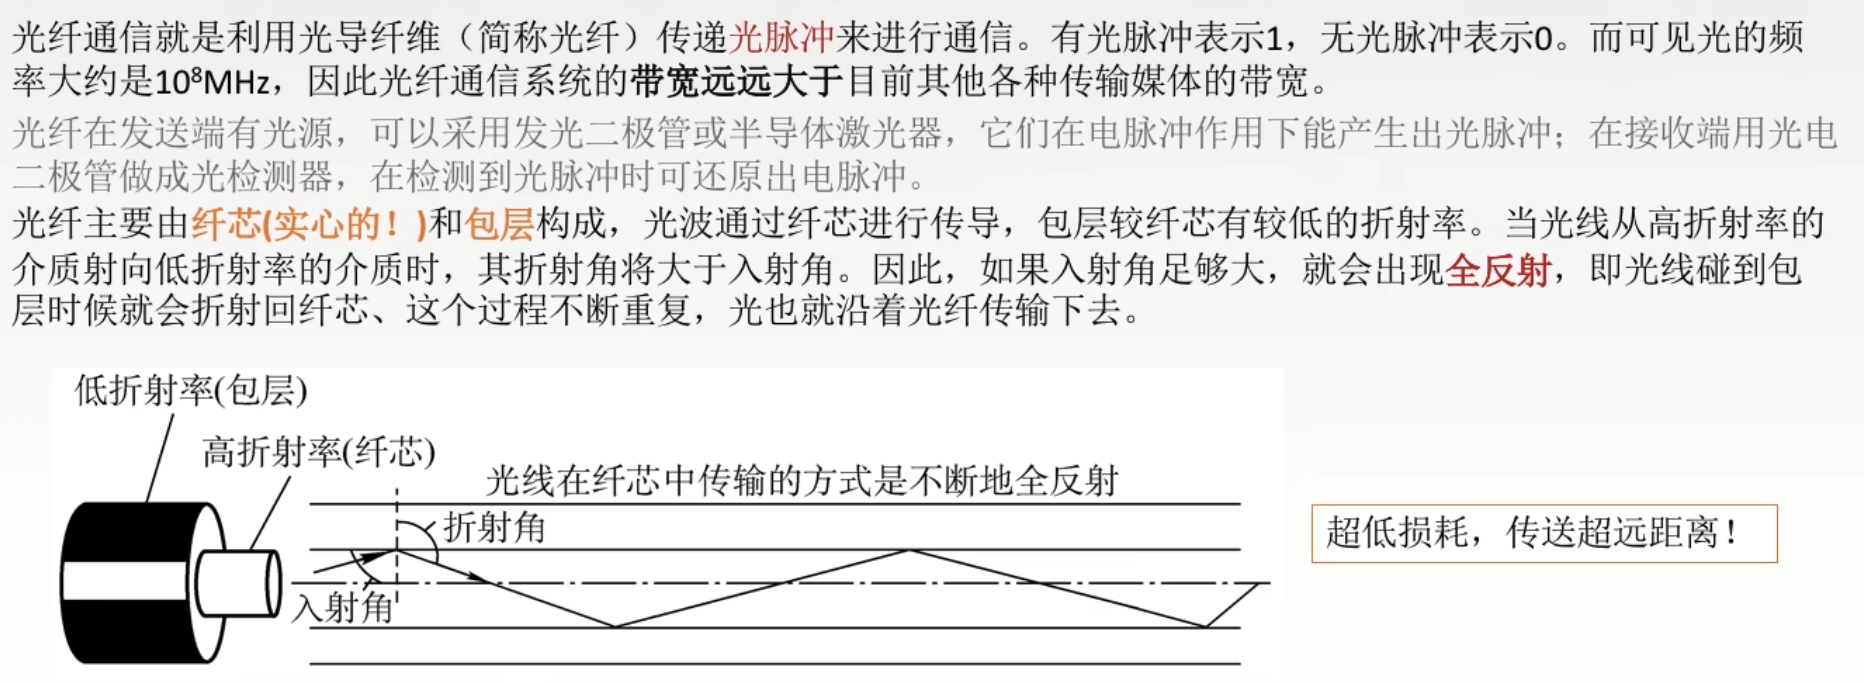 光纤通信就是利用光导纤维（简称光纤）传递光脉冲来进行通信。有光脉冲表示1，无光脉冲表示0。而可见光的频
率大约是10⁸MHz，因此光纤通信系统的带宽远远大于目前其他各种传输媒体的带宽。
光纤在发送端有光源，可以采用发光二极管或半导体激光器，它们在电脉冲作用下能产生出光脉冲；在接收端用光电
二极管做成光检测器，在检测到光脉冲时可还原出电脉冲。
光纤主要由纤芯(实心的！)和包层构成，光波通过纤芯进行传导，包层较纤芯有较低的折射率。当光线从高折射率的
介质射向低折射率的介质时，其折射角将大于入射角。因此，如果入射角足够大，就会出现全反射，即光线碰到包
层时候就会折射回纤芯、这个过程不断重复，光也就沿着光纤传输下去。
低折射率(包层)
高折射率(纤芯)
光线在纤芯中传输的方式是不断地全反射
折射角
入射角
超低损耗，传送超远距离！